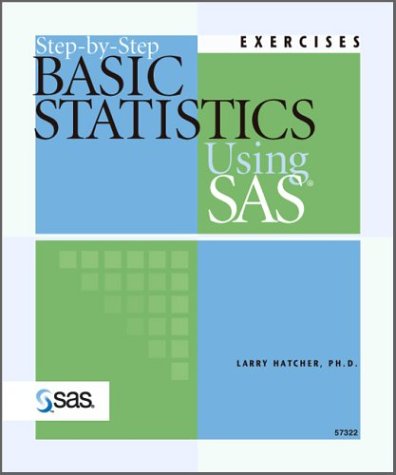 EXERCISES
Step-by-Step
BASIC
STATISTICS
Using
SAS®
LARRY HATCHER, PH.D.
sas®
57322